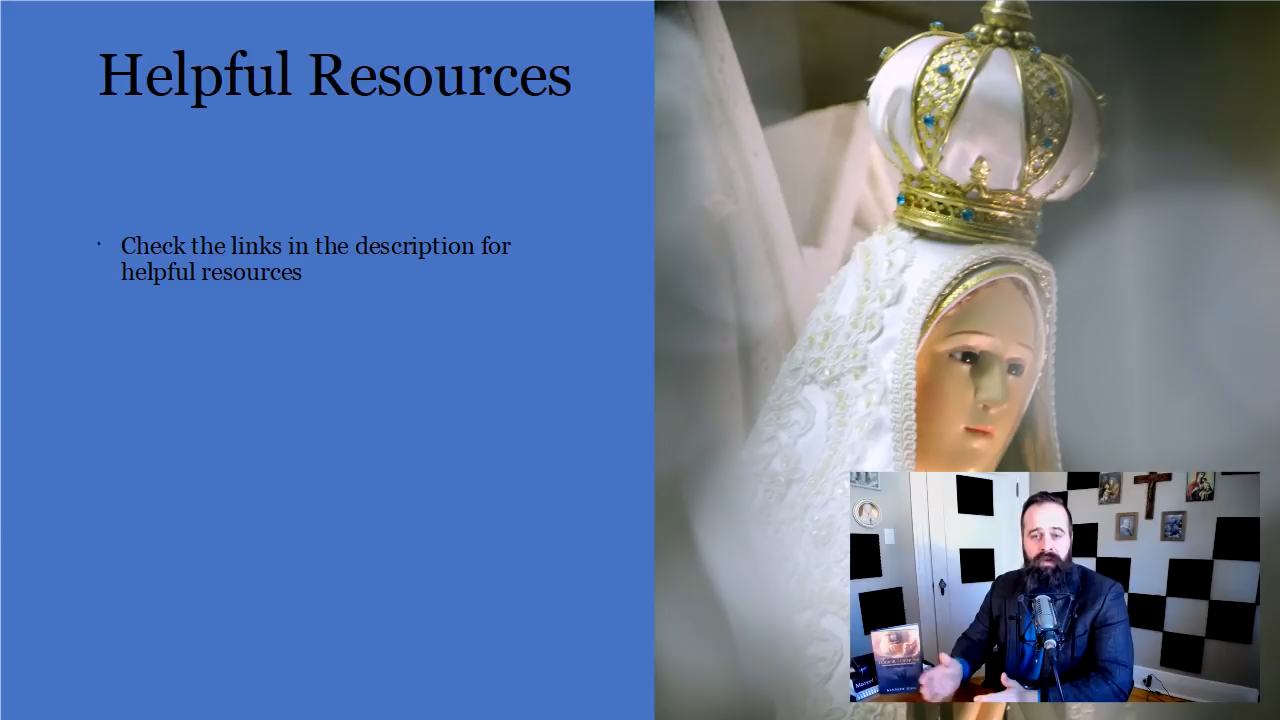 Helpful Resources
Check the links in the description for
helpful resources